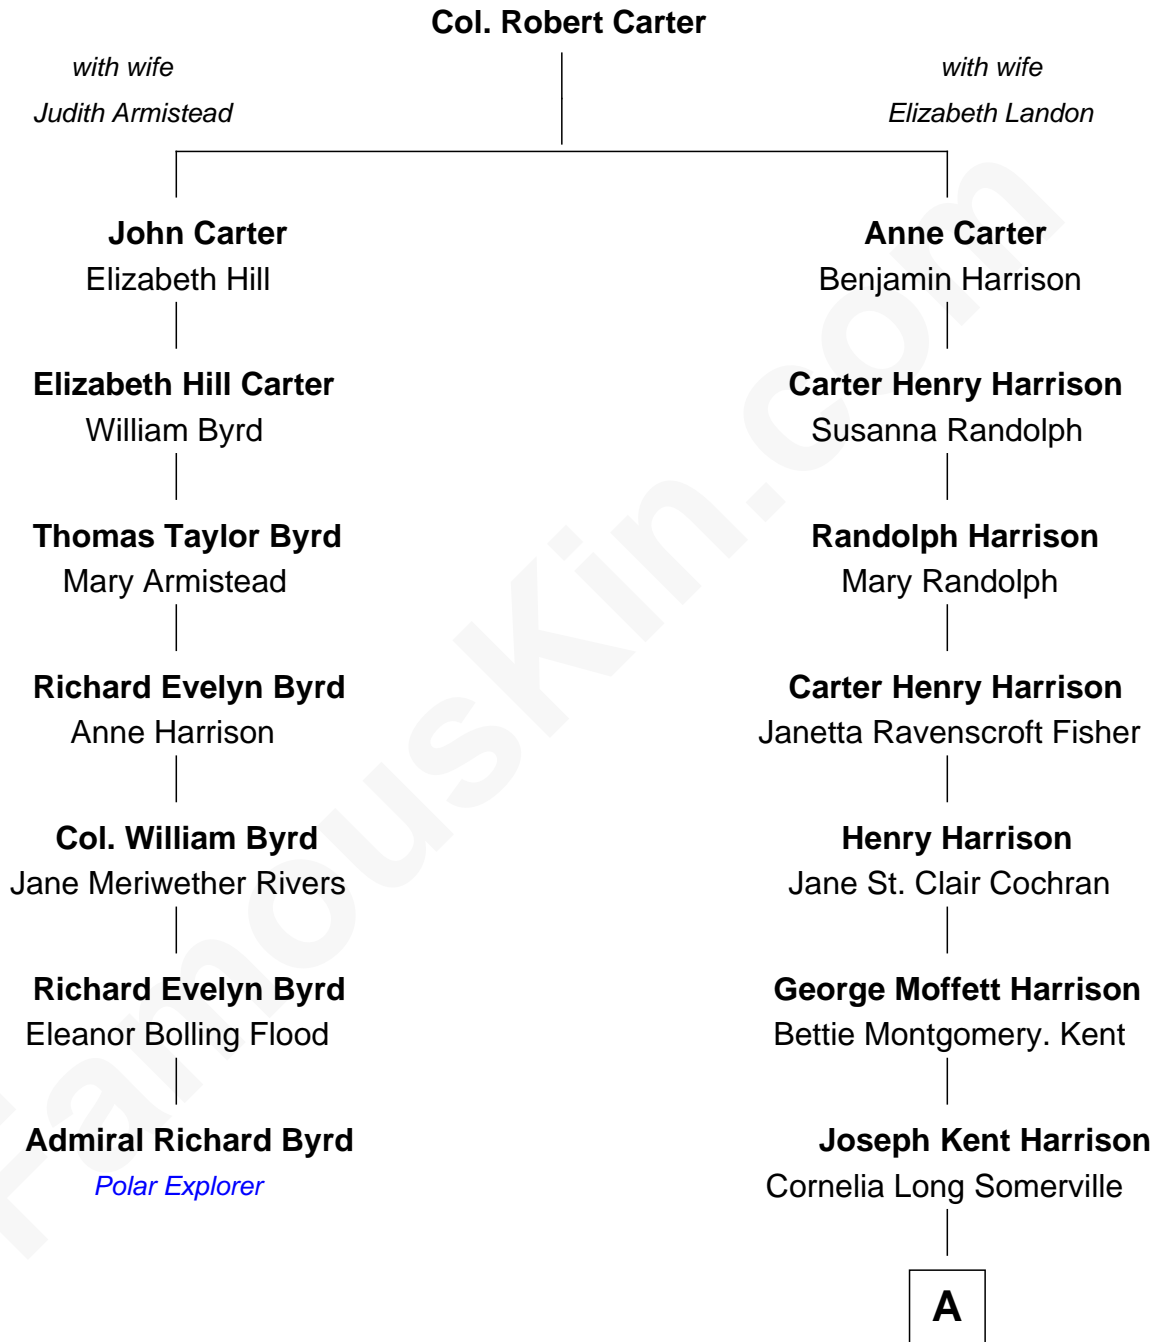 Col. Robert Carter
with wife
Judith Armistead
with wife
Elizabeth Landon
John Carter
Elizabeth Hill
Anne Carter
Benjamin Harrison
Elizabeth Hill Carter
William Byrd
Carter Henry Harrison
Susanna Randolph
Thomas Taylor Byrd
Mary Armistead
Randolph Harrison
Mary Randolph
Richard Evelyn Byrd
Anne Harrison
Carter Henry Harrison
Janetta Ravenscroft Fisher
Col. William Byrd
Jane Meriwether Rivers
Henry Harrison
Jane St. Clair Cochran
Richard Evelyn Byrd
Eleanor Bolling Flood
George Moffett Harrison
Bettie Montgomery. Kent
Admiral Richard Byrd
Polar Explorer
Joseph Kent Harrison
Cornelia Long Somerville
A
FamousKin.com